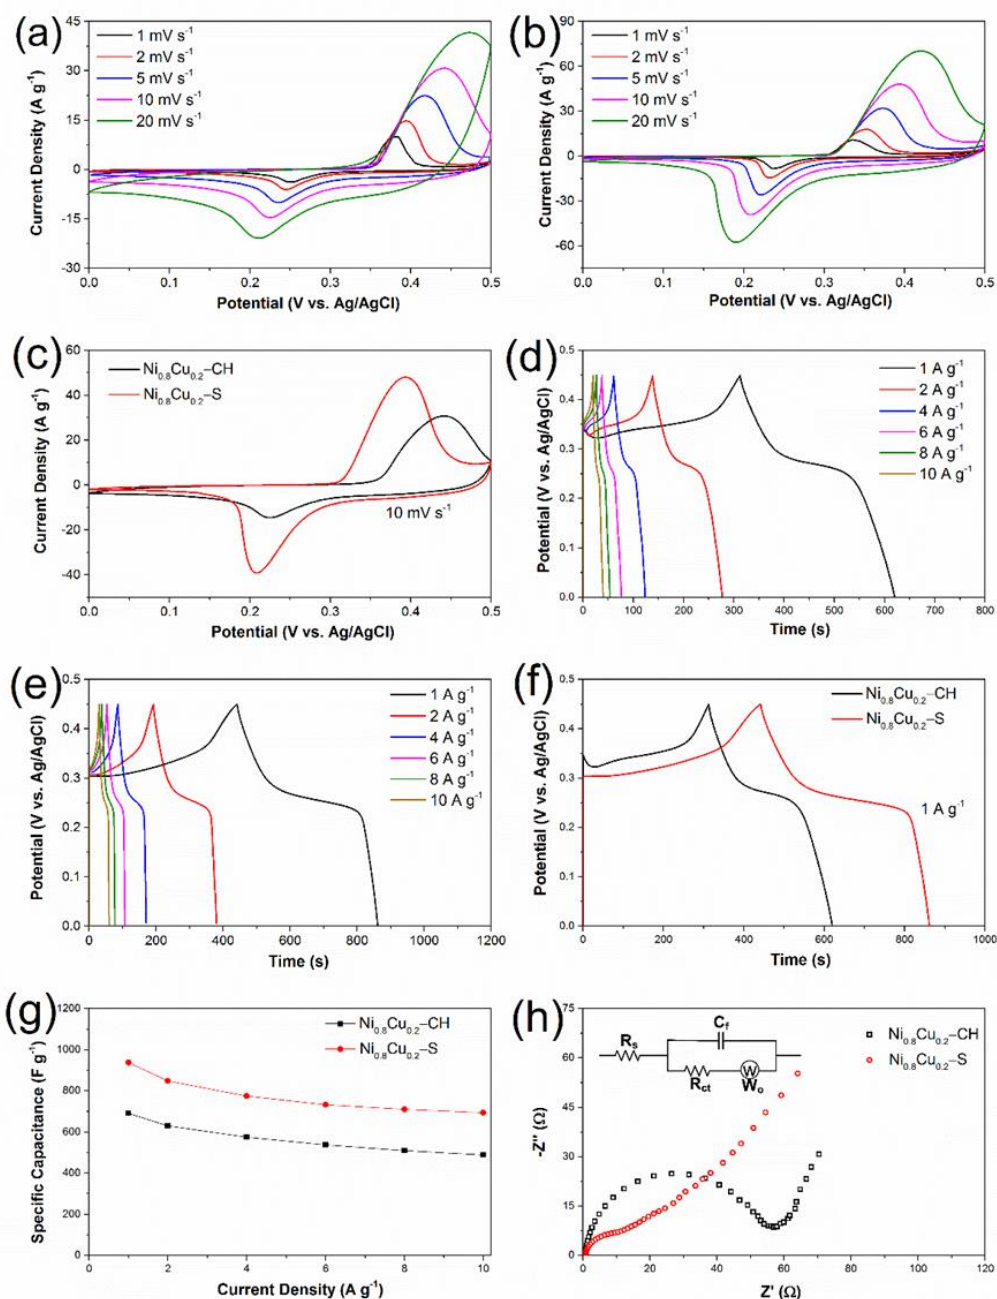 (a)
1 mV s⁻¹
2 mV s⁻¹
5 mV s⁻¹
10 mV s⁻¹
20 mV s⁻¹
Current Density (A g⁻¹)
45
30
15
0
-15
-30
0.0 0.1 0.2 0.3 0.4 0.5
Potential (V vs. Ag/AgCl)
(b)
1 mV s⁻¹
2 mV s⁻¹
5 mV s⁻¹
10 mV s⁻¹
20 mV s⁻¹
Current Density (A g⁻¹)
90
60
30
0
-30
-60
0.0 0.1 0.2 0.3 0.4 0.5
Potential (V vs. Ag/AgCl)
(c)
Ni₀.₈Cu₀.₂–CH
Ni₀.₈Cu₀.₂–S
Current Density (A g⁻¹)
60
40
20
0
-20
-40
10 mV s⁻¹
0.0 0.1 0.2 0.3 0.4 0.5
Potential (V vs. Ag/AgCl)
(d)
1 A g⁻¹
2 A g⁻¹
4 A g⁻¹
6 A g⁻¹
8 A g⁻¹
10 A g⁻¹
Potential (V vs. Ag/AgCl)
0.5
0.4
0.3
0.2
0.1
0.0
0 100 200 300 400 500 600 700 800
Time (s)
(e)
1 A g⁻¹
2 A g⁻¹
4 A g⁻¹
6 A g⁻¹
8 A g⁻¹
10 A g⁻¹
Potential (V vs. Ag/AgCl)
0.5
0.4
0.3
0.2
0.1
0.0
0 200 400 600 800 1000 1200
Time (s)
(f)
Ni₀.₈Cu₀.₂–CH
Ni₀.₈Cu₀.₂–S
Potential (V vs. Ag/AgCl)
0.5
0.4
0.3
0.2
0.1
0.0
1 A g⁻¹
0 200 400 600 800 1000
Time (s)
(g)
Ni₀.₈Cu₀.₂–CH
Ni₀.₈Cu₀.₂–S
Specific Capacitance (F g⁻¹)
1200
1000
800
600
400
200
0
0 2 4 6 8 10
Current Density (A g⁻¹)
(h)
Rs
Cf
Rct
W
Wo
Ni₀.₈Cu₀.₂–CH
Ni₀.₈Cu₀.₂–S
-Z" (Ω)
75
60
45
30
15
0
0 20 40 60 80 100 120
Z' (Ω)